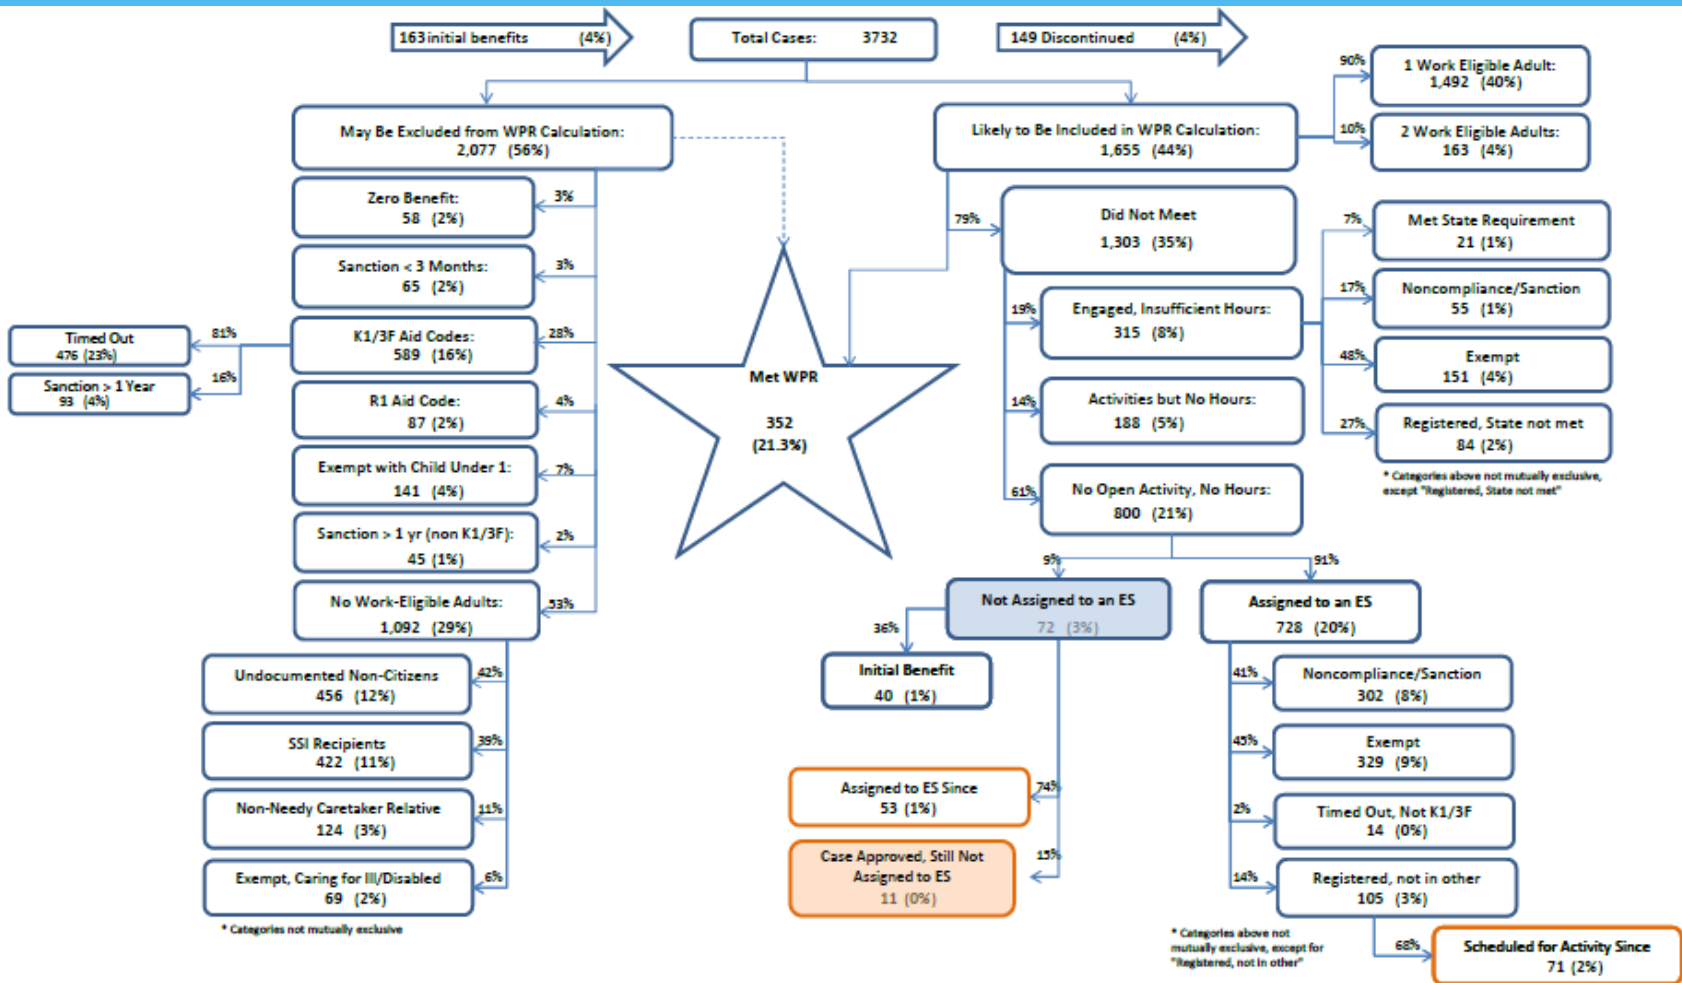 163 initial benefits (4%)
Total Cases: 3732
149 Discontinued (4%)
May Be Excluded from WPR Calculation:
2,077 (56%)
Likely to Be Included in WPR Calculation:
1,655 (44%)
90%
1 Work Eligible Adult:
1,492 (40%)
10%
2 Work Eligible Adults:
163 (4%)
Zero Benefit:
58 (2%)
3%
Sanction < 3 Months:
65 (2%)
3%
K1/3F Aid Codes:
589 (16%)
28%
81%
Timed Out
476 (23%)
16%
Sanction > 1 Year
93 (4%)
R1 Aid Code:
87 (2%)
4%
Exempt with Child Under 1:
141 (4%)
7%
Sanction > 1 yr (non K1/3F):
45 (1%)
2%
No Work-Eligible Adults:
1,092 (29%)
53%
Undocumented Non-Citizens
456 (12%)
42%
SSI Recipients
422 (11%)
39%
Non-Needy Caretaker Relative
124 (3%)
11%
Exempt, Caring for Ill/Disabled
69 (2%)
6%
* Categories not mutually exclusive
Met WPR
352
(21.3%)
79%
Did Not Meet
1,303 (35%)
19%
Engaged, Insufficient Hours:
315 (8%)
14%
Activities but No Hours:
188 (5%)
61%
No Open Activity, No Hours:
800 (21%)
7%
Met State Requirement
21 (1%)
17%
Noncompliance/Sanction
55 (1%)
48%
Exempt
151 (4%)
27%
Registered, State not met
84 (2%)
* Categories above not mutually exclusive,
except "Registered, State not met"
9%
Not Assigned to an ES
72 (3%)
91%
Assigned to an ES
728 (20%)
36%
Initial Benefit
40 (1%)
74%
Assigned to ES Since
53 (1%)
15%
Case Approved, Still Not
Assigned to ES
11 (0%)
41%
Noncompliance/Sanction
302 (8%)
45%
Exempt
329 (9%)
2%
Timed Out, Not K1/3F
14 (0%)
14%
Registered, not in other
105 (3%)
* Categories above not
mutually exclusive, except for
"Registered, not in other"
68%
Scheduled for Activity Since
71 (2%)